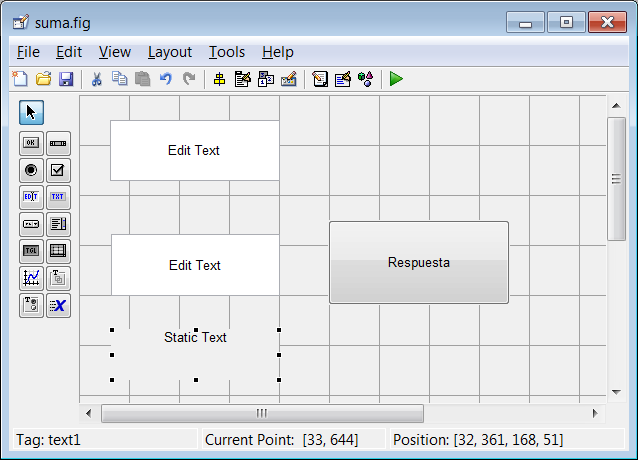 suma.fig
File Edit View Layout Tools Help
Edit Text
Edit Text
Respuesta
Static Text
OK
EDIT TXT
TGL
Tag: text1 Current Point: [33, 644] Position: [32, 361, 168, 51]